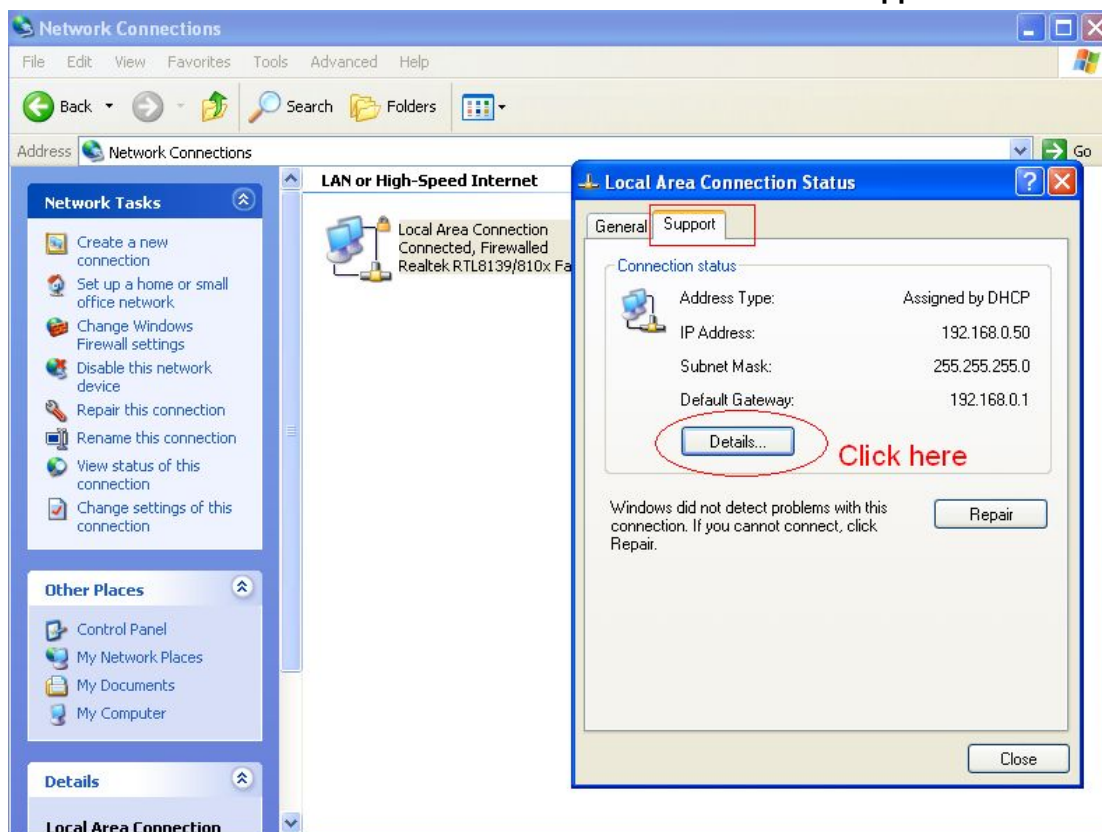 Network Connections
File Edit View Favorites Tools Advanced Help
Back Search Folders
Address Network Connections Go
Network Tasks
Create a new
connection
Set up a home or small
office network
Change Windows
Firewall settings
Disable this network
device
Repair this connection
Rename this connection
View status of this
connection
Change settings of this
connection
Other Places
Control Panel
My Network Places
My Documents
My Computer
Details
Local Area Connection
LAN or High-Speed Internet
Local Area Connection
Connected, Firewalled
Realtek RTL8139/810x Fa
Local Area Connection Status
General Support
Connection status
Address Type: Assigned by DHCP
IP Address: 192.168.0.50
Subnet Mask: 255.255.255.0
Default Gateway: 192.168.0.1
Details...
Click here
Windows did not detect problems with this
connection. If you cannot connect, click
Repair.
Repair
Close